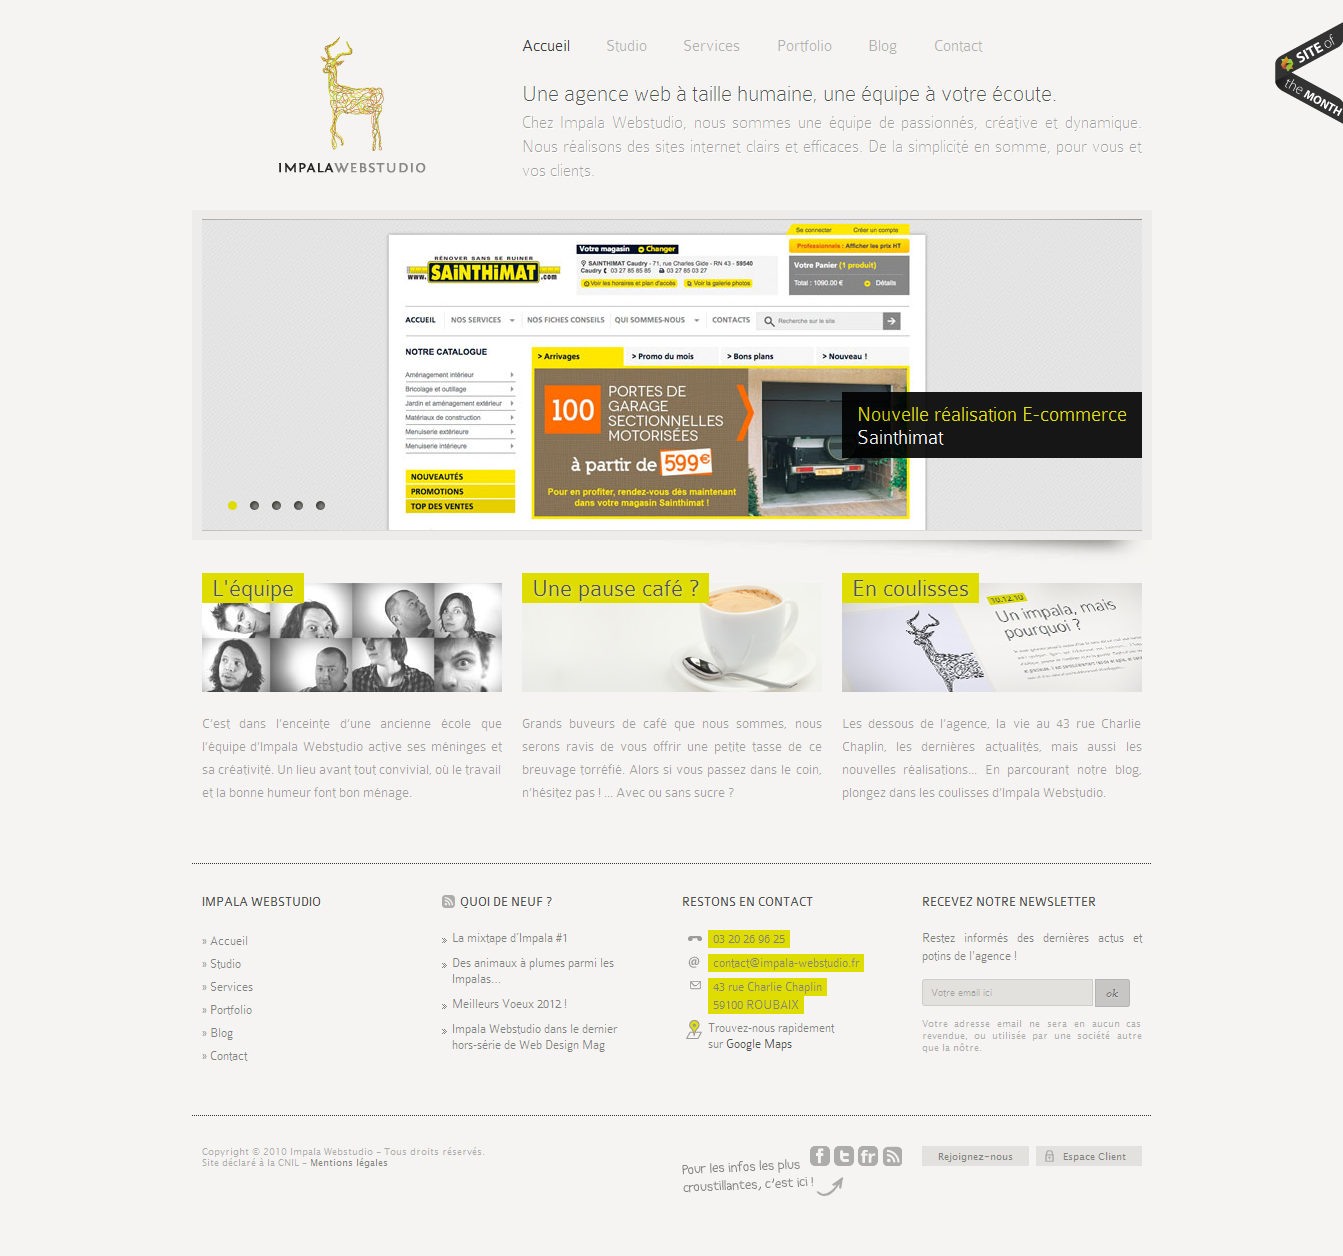 Accueil Studio Services Portfolio Blog Contact
SITE of
the MONTH
IMPALAWEBSTUDIO
Une agence web à taille humaine, une équipe à votre écoute.
Chez Impala Webstudio, nous sommes une équipe de passionnés, créative et dynamique.
Nous réalisons des sites internet clairs et efficaces. De la simplicité en somme, pour vous et
vos clients.
Se connecter Créer un compte
RÉNOVER SANS SE RUINER
www.SAiNTHiMAT.com
Votre magasin Changer
Professionnels : Afficher les prix HT
SAINTHIMAT Caudry - 71, rue Charles Gide - RN 43 - 59540
Caudry 03 27 85 85 85 03 27 85 03 27
Voir les horaires et plan d'accès Voir la galerie photos
Votre Panier (1 produit)
Total : 1090.00 € Détails
ACCUEIL NOS SERVICES NOS FICHES CONSEILS QUI SOMMES-NOUS CONTACTS Recherche sur le site
NOTRE CATALOGUE
> Arrivages > Promo du mois > Bons plans > Nouveau !
Aménagement intérieur
Bricolage et outillage
Jardin et aménagement extérieur
Matériaux de construction
Menuiserie extérieure
Menuiserie intérieure
NOUVEAUTÉS
PROMOTIONS
TOP DES VENTES
100
PORTES DE
GARAGE
SECTIONNELLES
MOTORISÉES
à partir de 599€
Pour en profiter, rendez-vous dès maintenant
dans votre magasin Sainthimat !
Nouvelle réalisation E-commerce
Sainthimat
L'équipe
Une pause café ?
En coulisses
10.12.10
Un impala, mais
pourquoi ?
C'est dans l'enceinte d'une ancienne école que
l'équipe d'Impala Webstudio active ses méninges et
sa créativité. Un lieu avant tout convivial, où le travail
et la bonne humeur font bon ménage.
Grands buveurs de café que nous sommes, nous
serons ravis de vous offrir une petite tasse de ce
breuvage torréfié. Alors si vous passez dans le coin,
n'hésitez pas ! ... Avec ou sans sucre ?
Les dessous de l'agence, la vie au 43 rue Charlie
Chaplin, les dernières actualités, mais aussi les
nouvelles réalisations... En parcourant notre blog,
plongez dans les coulisses d'Impala Webstudio.
IMPALA WEBSTUDIO
» Accueil
» Studio
» Services
» Portfolio
» Blog
» Contact
QUOI DE NEUF ?
» La mixtape d'Impala #1
» Des animaux à plumes parmi les
Impalas...
» Meilleurs Voeux 2012 !
» Impala Webstudio dans le dernier
hors-série de Web Design Mag
RESTONS EN CONTACT
03 20 26 96 25
@ contact@impala-webstudio.fr
43 rue Charlie Chaplin
59100 ROUBAIX
Trouvez-nous rapidement
sur Google Maps
RECEVEZ NOTRE NEWSLETTER
Restez informés des dernières actus et
potins de l'agence !
Votre email ici ok
Votre adresse email ne sera en aucun cas
revendue, ou utilisée par une société autre
que la nôtre.
Copyright © 2010 Impala Webstudio - Tous droits réservés.
Site déclaré à la CNIL - Mentions légales
Pour les infos les plus
croustillantes, c'est ici !
f t fr
Rejoignez-nous Espace Client